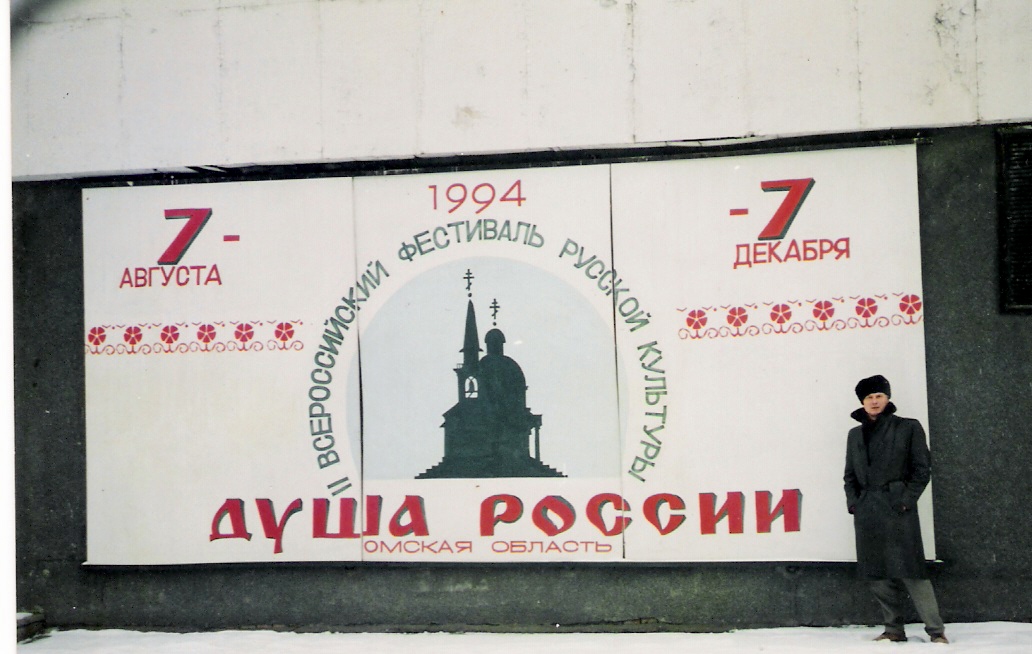 1994
7 -
АВГУСТА
- 7
ДЕКАБРЯ
II ВСЕРОССИЙСКИЙ ФЕСТИВАЛЬ РУССКОЙ КУЛЬТУРЫ
ДУША РОССИИ
ОМСКАЯ ОБЛАСТЬ